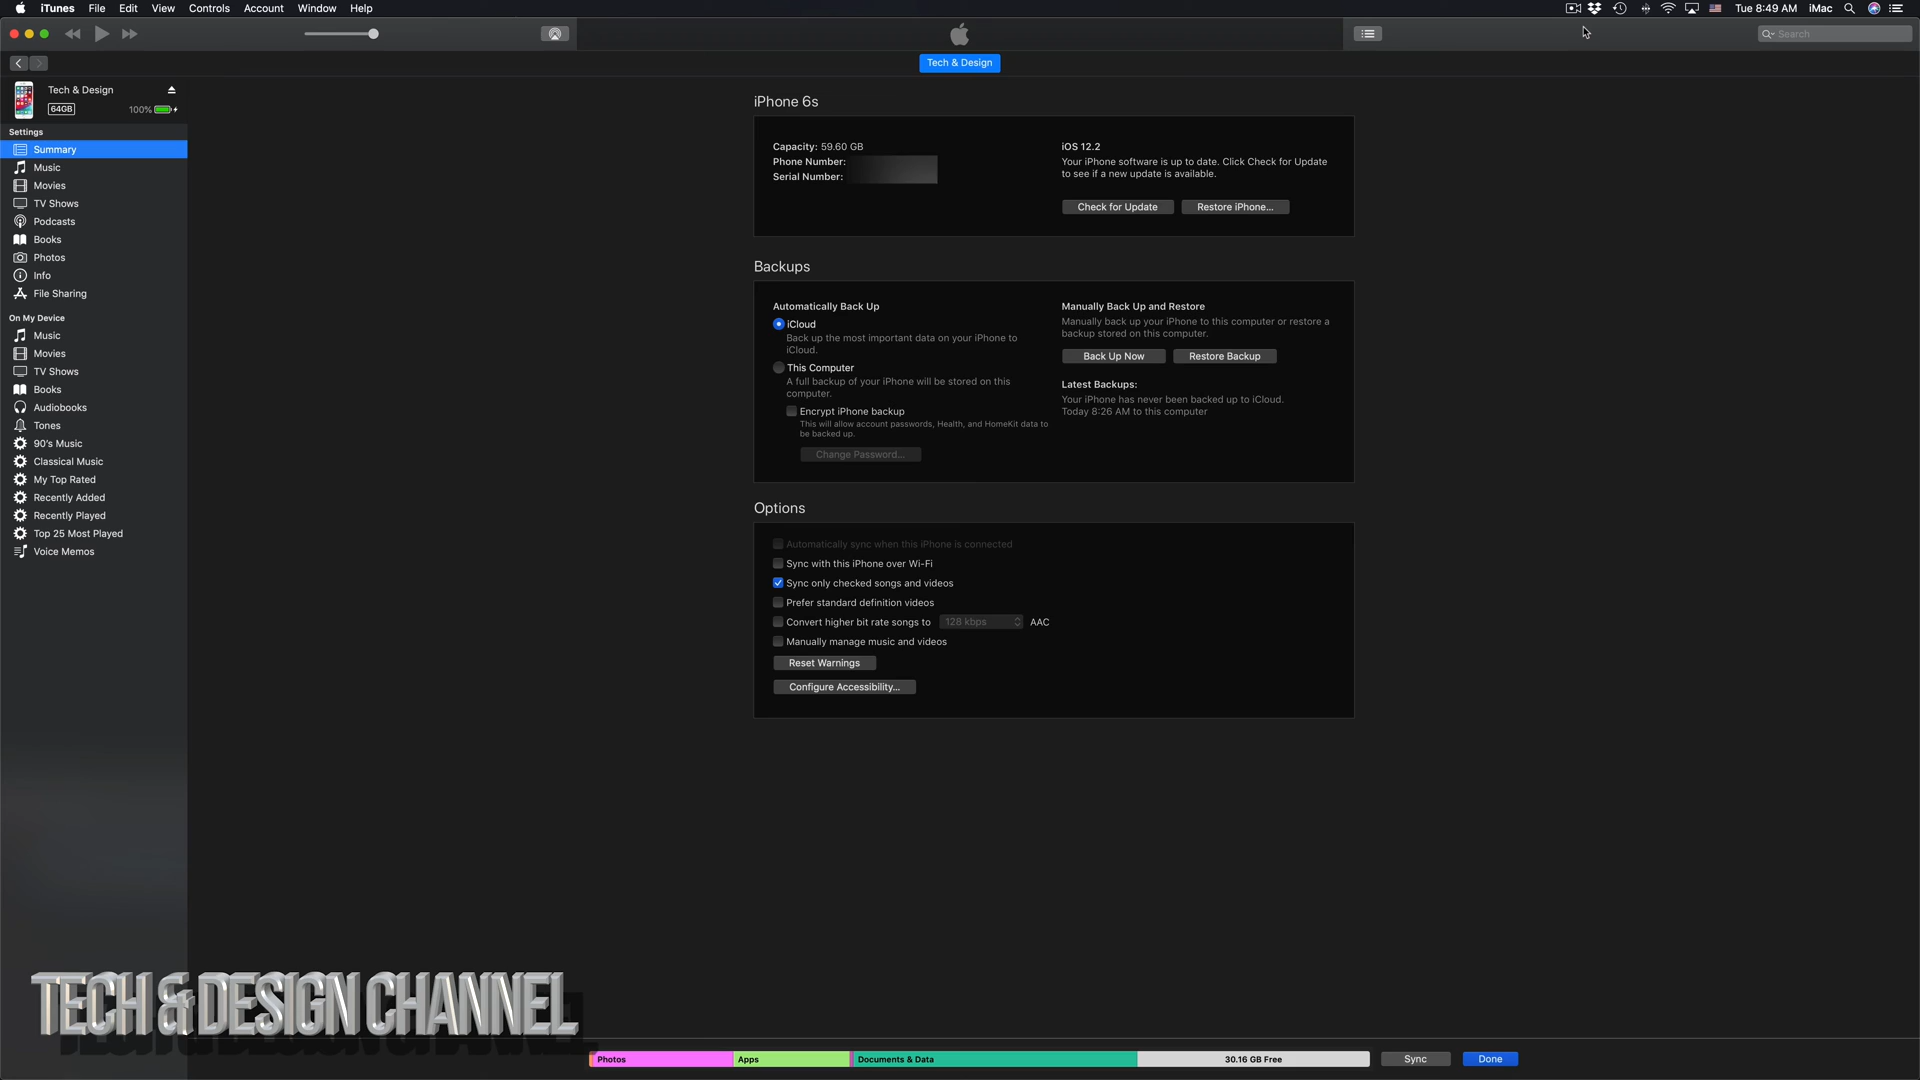 iTunes File Edit View Controls Account Window Help
Tue 8:49 AM iMac
Search
Tech & Design
Tech & Design
64GB 100%
Settings
Summary
Music
Movies
TV Shows
Podcasts
Books
Photos
Info
File Sharing
On My Device
Music
Movies
TV Shows
Books
Audiobooks
Tones
90's Music
Classical Music
My Top Rated
Recently Added
Recently Played
Top 25 Most Played
Voice Memos
iPhone 6s
Capacity: 59.60 GB
Phone Number:
Serial Number:
iOS 12.2
Your iPhone software is up to date. Click Check for Update
to see if a new update is available.
Check for Update Restore iPhone...
Backups
Automatically Back Up
iCloud
Back up the most important data on your iPhone to
iCloud.
This Computer
A full backup of your iPhone will be stored on this
computer.
Encrypt iPhone backup
This will allow account passwords, Health, and HomeKit data to
be backed up.
Change Password...
Manually Back Up and Restore
Manually back up your iPhone to this computer or restore a
backup stored on this computer.
Back Up Now Restore Backup
Latest Backups:
Your iPhone has never been backed up to iCloud.
Today 8:26 AM to this computer
Options
Automatically sync when this iPhone is connected
Sync with this iPhone over Wi-Fi
Sync only checked songs and videos
Prefer standard definition videos
Convert higher bit rate songs to 128 kbps AAC
Manually manage music and videos
Reset Warnings
Configure Accessibility...
TECH & DESIGN CHANNEL
Photos Apps Documents & Data 30.16 GB Free Sync Done